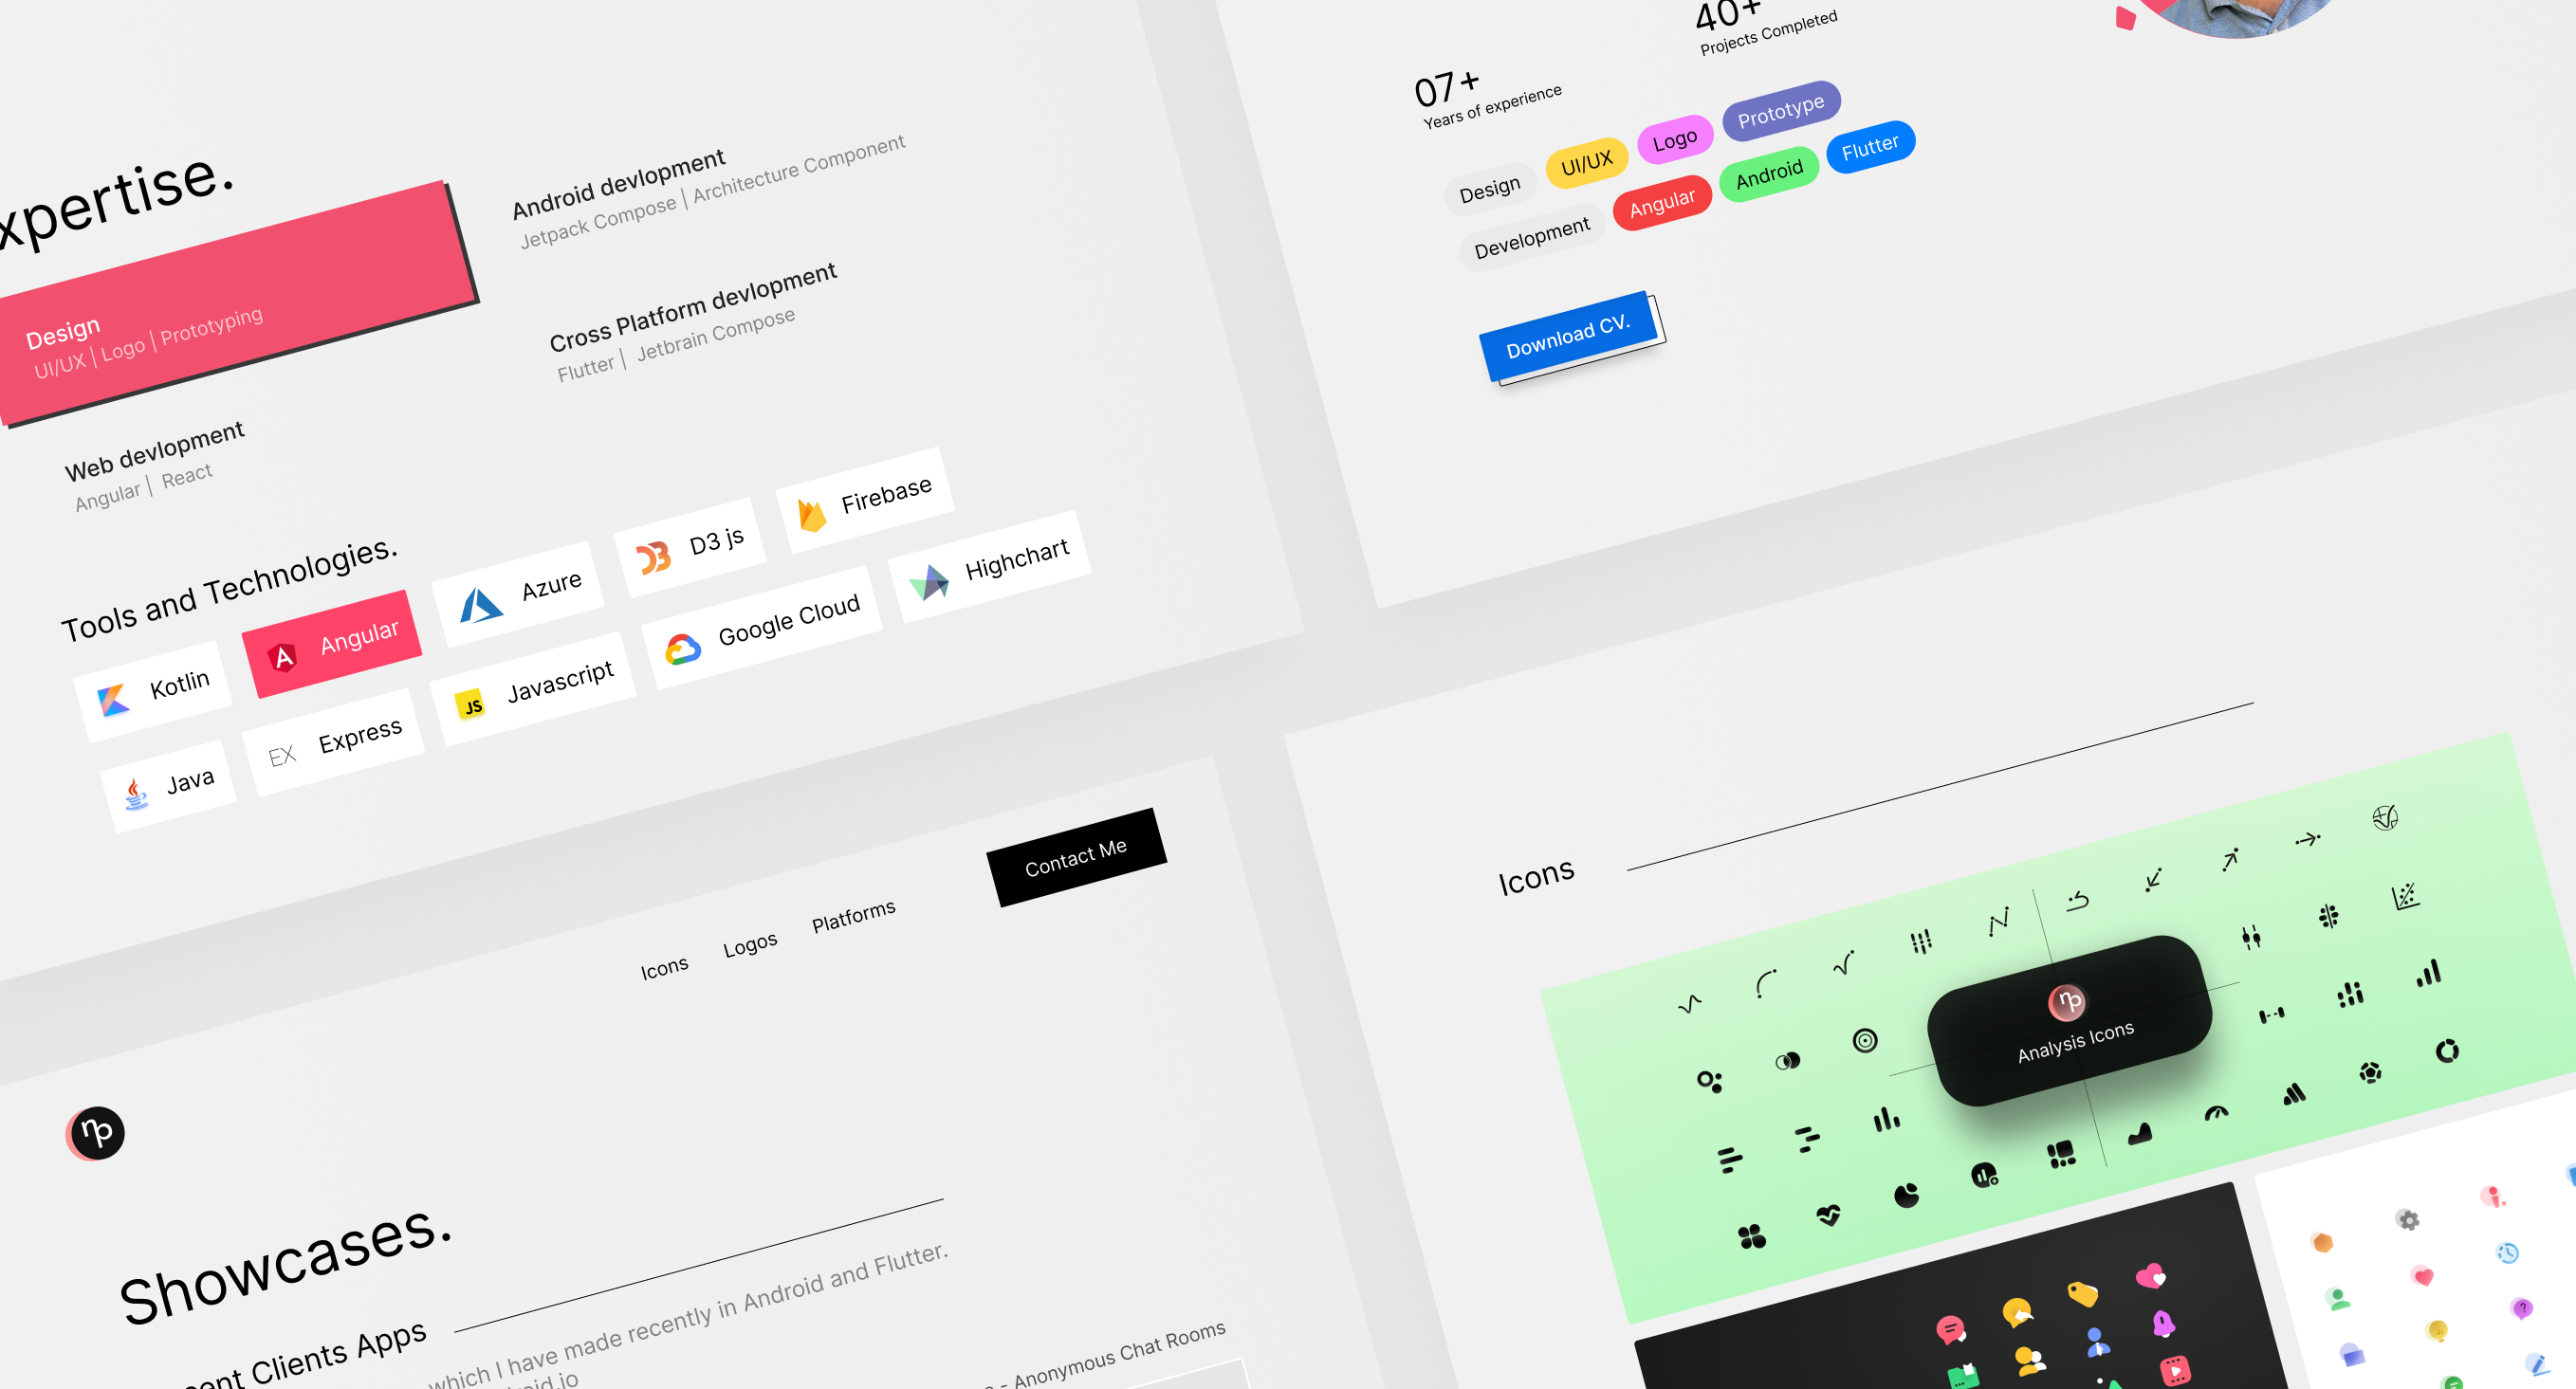 xpertise.
Design
UI/UX | Logo | Prototyping
Android devlopment
Jetpack Compose | Architecture Component
Cross Platform devlopment
Flutter | Jetbrain Compose
Web devlopment
Angular | React
Tools and Technologies.
Kotlin
Angular
Azure
D3 js
Firebase
Java
EX Express
JS Javascript
Google Cloud
Highchart
40+
Projects Completed
07+
Years of experience
Design
UI/UX
Logo
Prototype
Development
Angular
Android
Flutter
Download CV.
Icons
Logos
Platforms
Contact Me
Showcases.
ent Clients Apps
which I have made recently in Android and Flutter.
oid.io
- Anonymous Chat Rooms
Icons
Analysis Icons